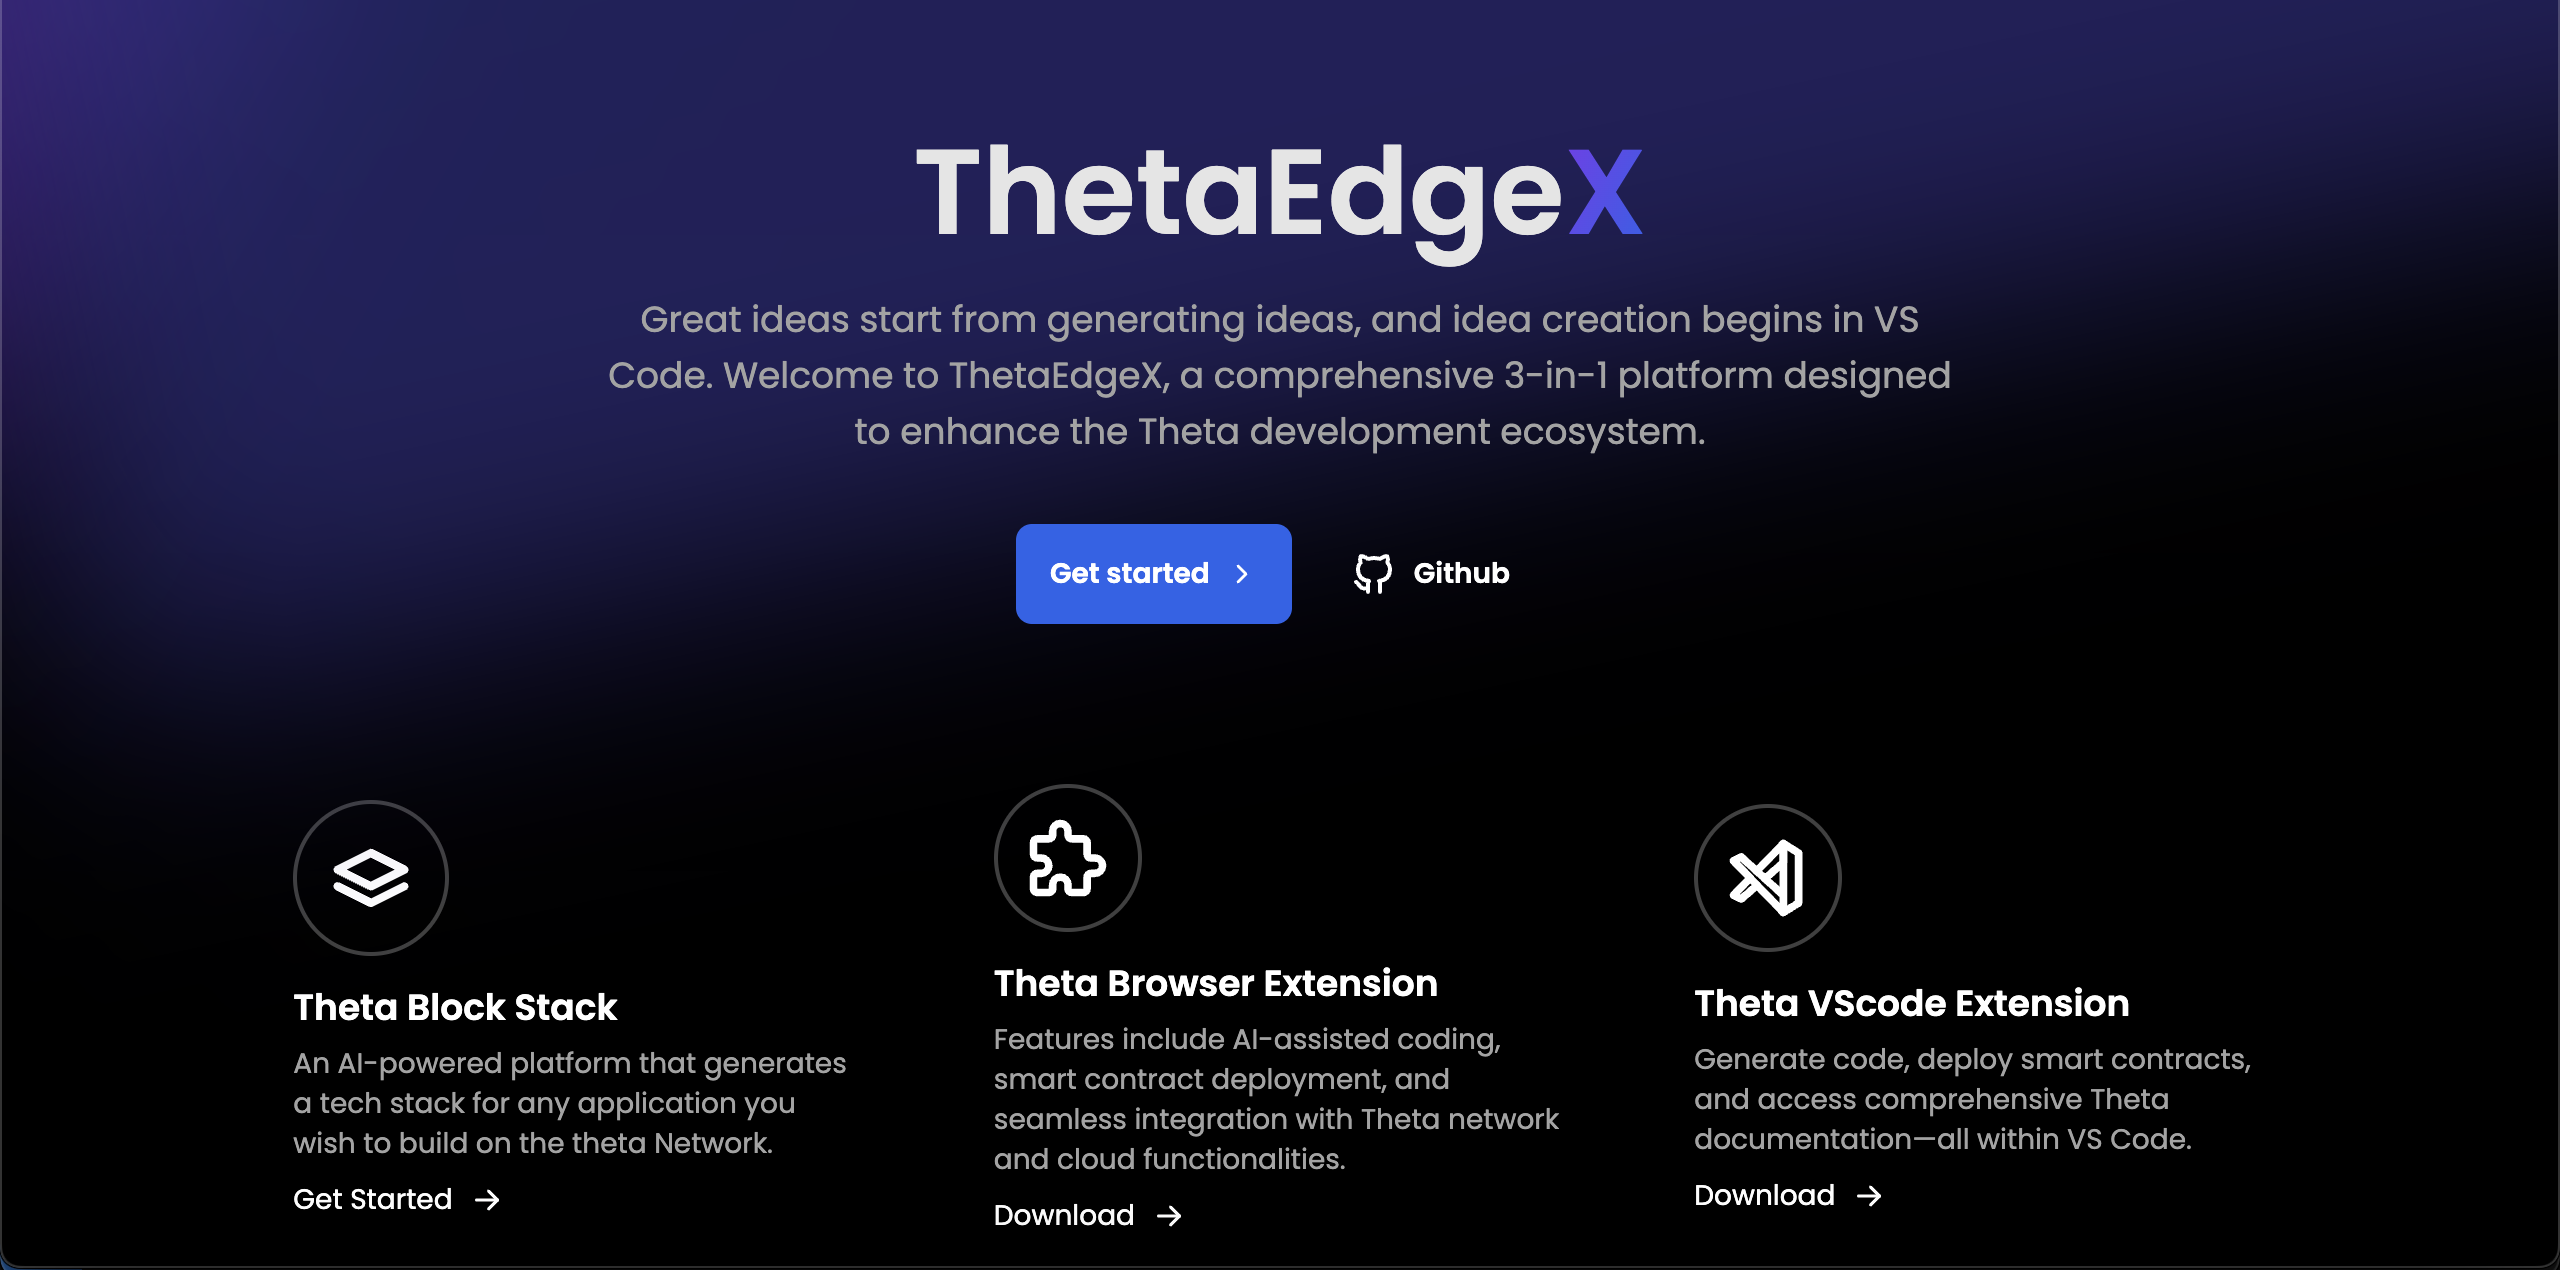 ThetaEdgeX
Great ideas start from generating ideas, and idea creation begins in VS
Code. Welcome to ThetaEdgeX, a comprehensive 3-in-1 platform designed
to enhance the Theta development ecosystem.
Get started
Github
Theta Block Stack
An AI-powered platform that generates
a tech stack for any application you
wish to build on the theta Network.
Get Started
Theta Browser Extension
Features include AI-assisted coding,
smart contract deployment, and
seamless integration with Theta network
and cloud functionalities.
Download
Theta VScode Extension
Generate code, deploy smart contracts,
and access comprehensive Theta
documentation—all within VS Code.
Download